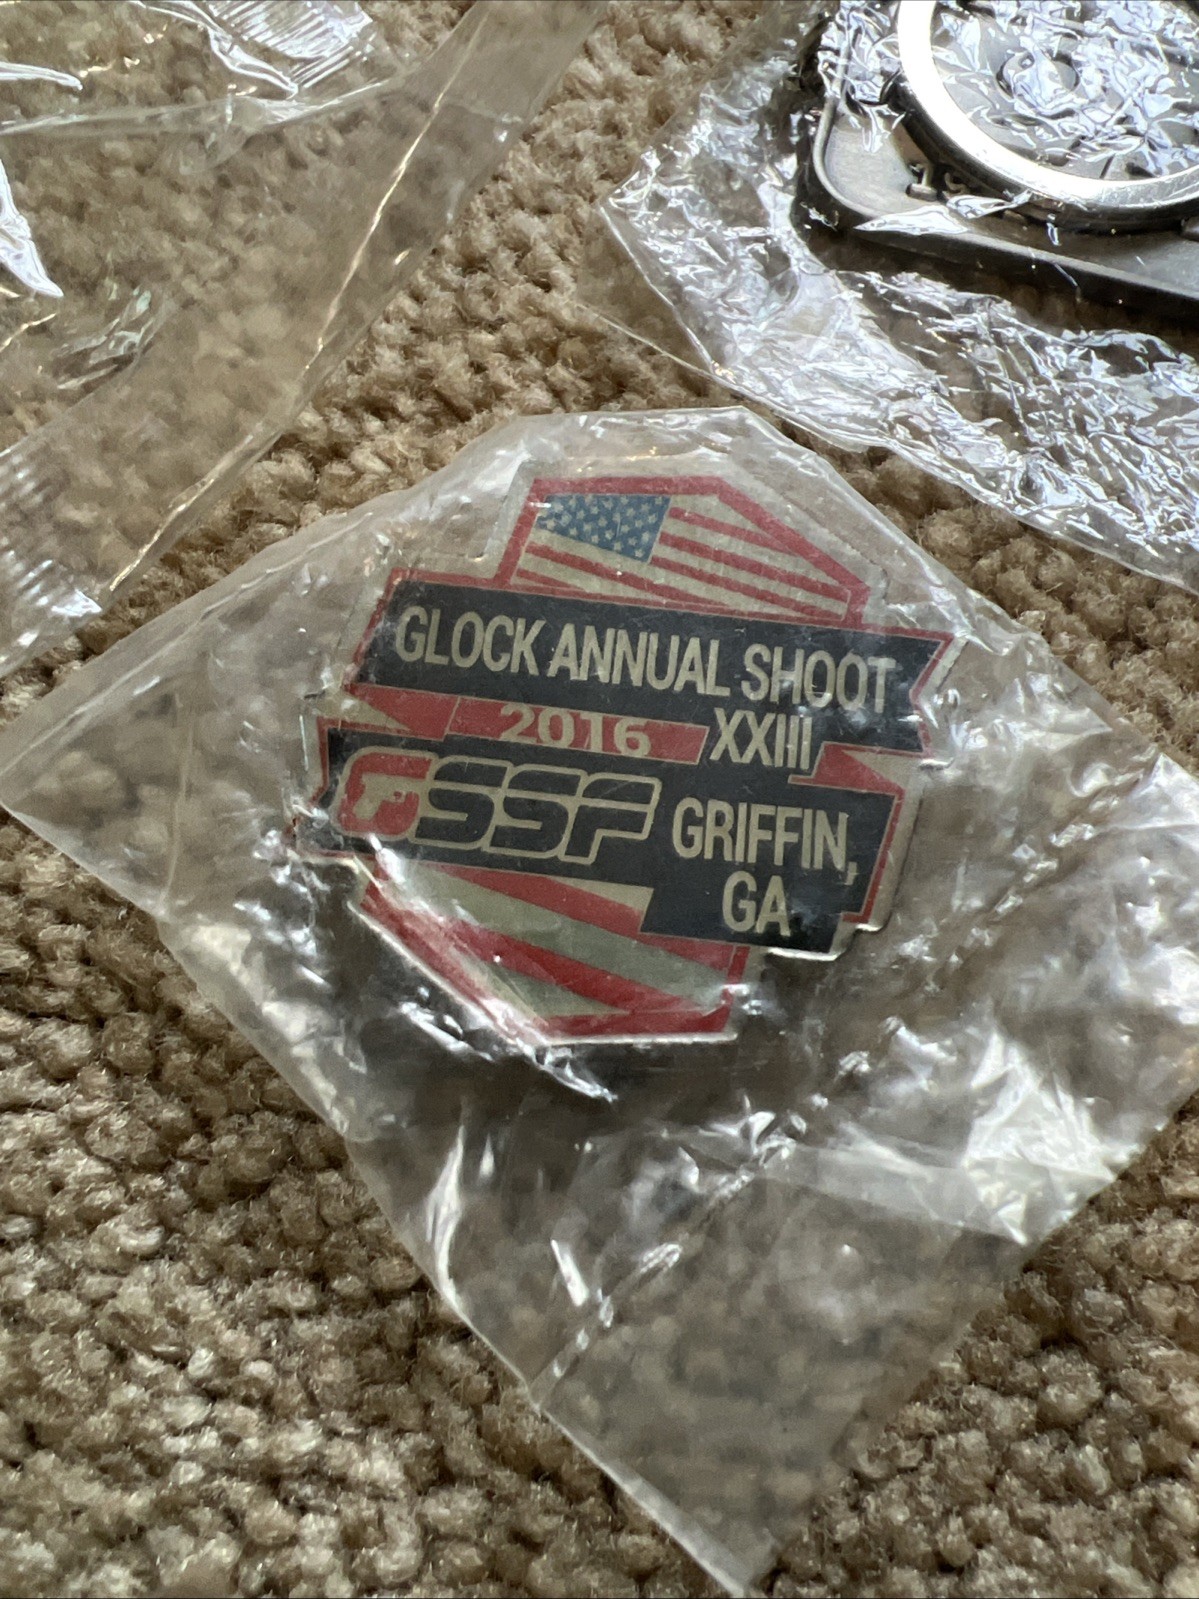 GLOCK ANNUAL SHOOT
2016 XXIII
GSSF GRIFFIN,
GA